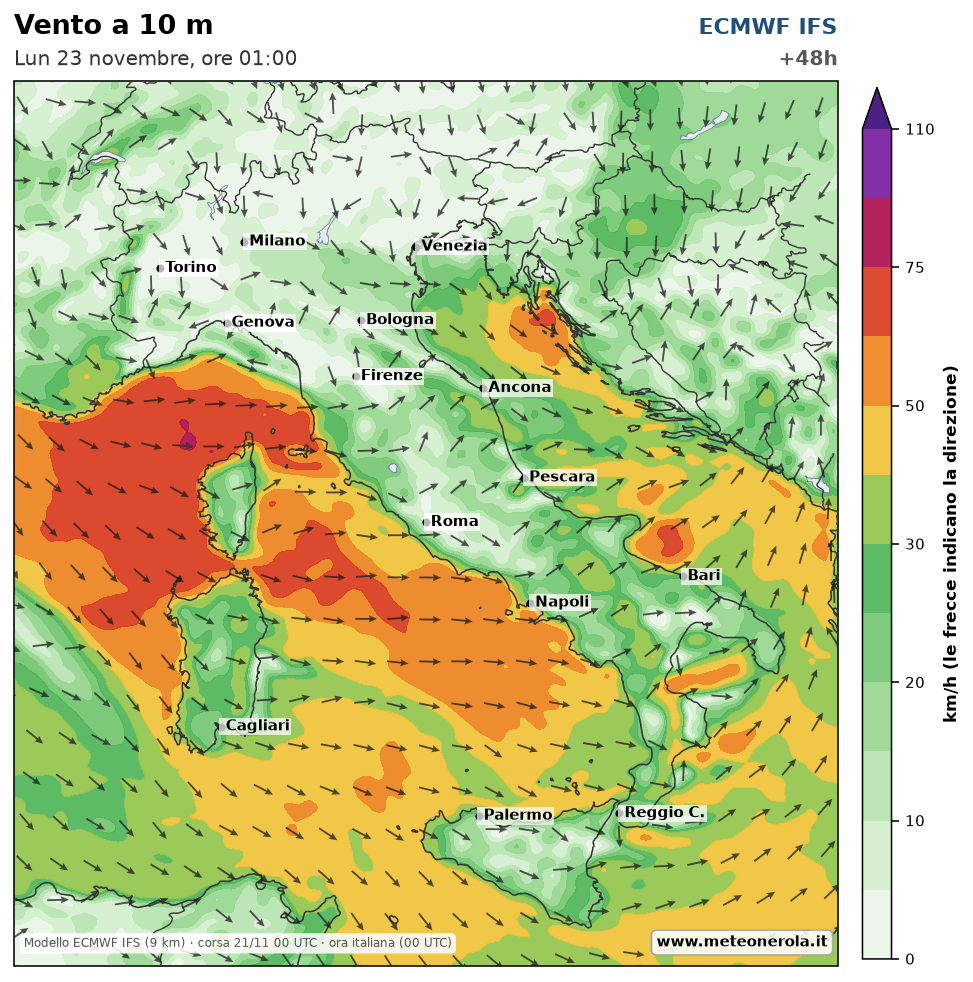 Vento a 10 m
ECMWF IFS
Lun 23 novembre, ore 01:00
+48h
Milano
Venezia
Torino
Genova
Bologna
Firenze
Ancona
Pescara
Roma
Bari
Napoli
Cagliari
Palermo
Reggio C.
Modello ECMWF IFS (9 km) · corsa 21/11 00 UTC · ora italiana (00 UTC)
www.meteonerola.it
110
75
50
30
20
10
0
km/h (le frecce indicano la direzione)